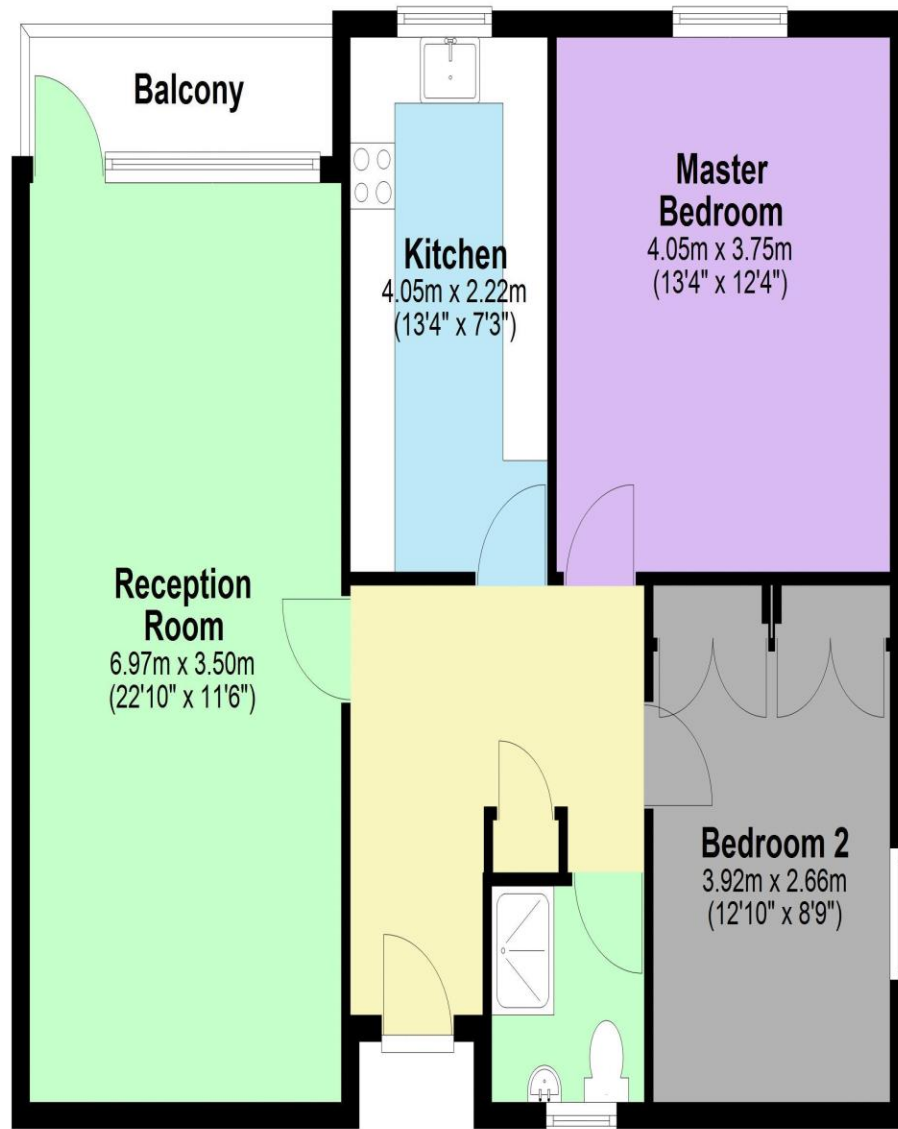 Balcony
Kitchen
4.05m x 2.22m
(13'4" x 7'3")
Master
Bedroom
4.05m x 3.75m
(13'4" x 12'4")
Reception
Room
6.97m x 3.50m
(22'10" x 11'6")
Bedroom 2
3.92m x 2.66m
(12'10" x 8'9")